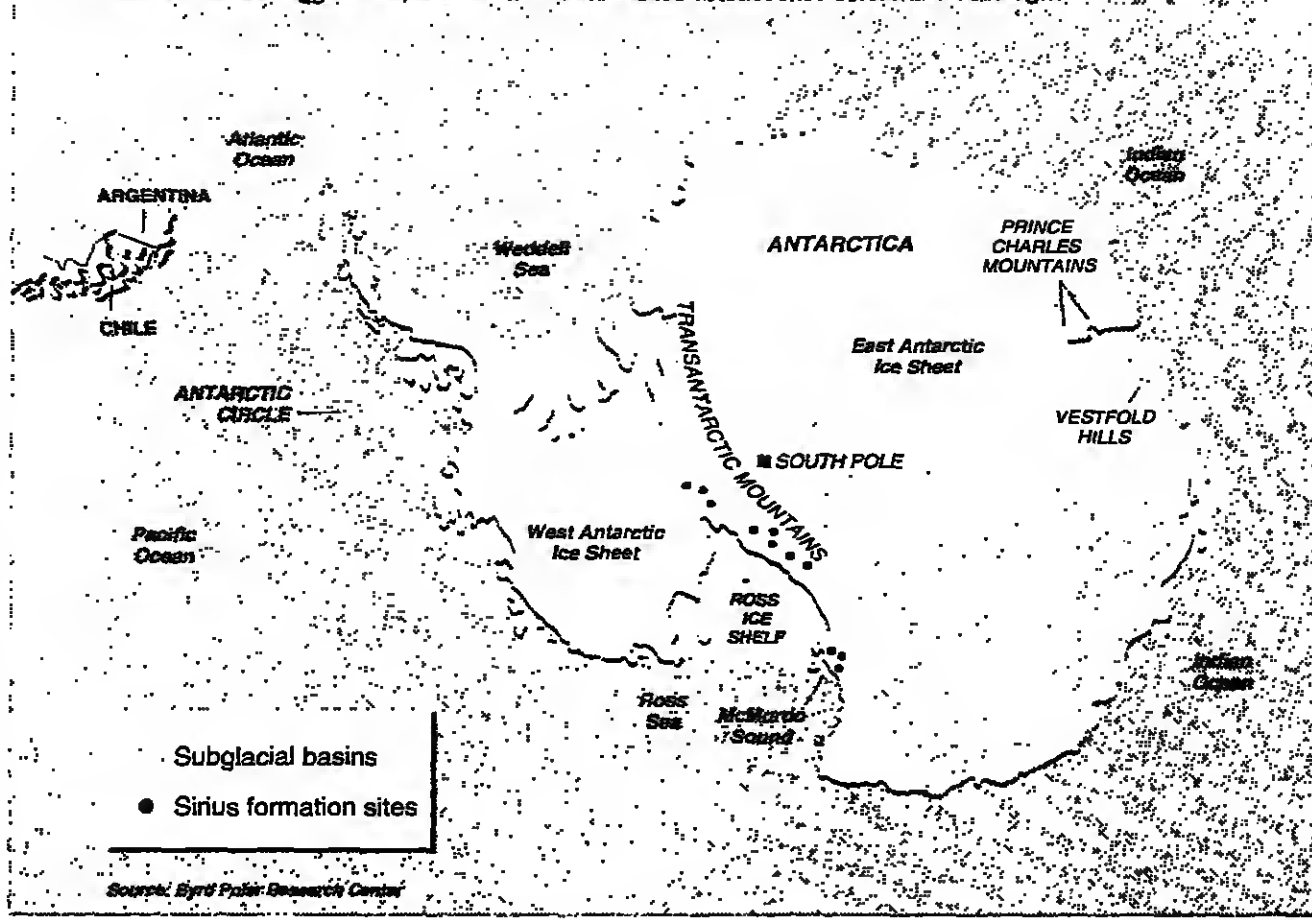 Atlantic
Ocean
Indian
Ocean
ARGENTINA
Weddell
Sea
ANTARCTICA
PRINCE
CHARLES
MOUNTAINS
CHILE
TRANSANTARCTIC MOUNTAINS
East Antarctic
Ice Sheet
ANTARCTIC
CIRCLE
VESTFOLD
HILLS
SOUTH POLE
Pacific
Ocean
West Antarctic
Ice Sheet
ROSS
ICE
SHELF
Indian
Ocean
Ross
Sea
McMurdo
Sound
Subglacial basins
Sirius formation sites
Source: Byrd Polar Research Center